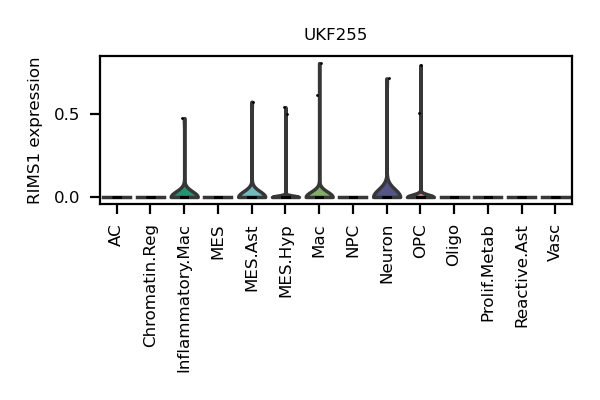 UKF255
RIMS1 expression
0.5
0.0
AC
Chromatin.Reg
Inflammatory.Mac
MES
MES.Ast
MES.Hyp
Mac
NPC
Neuron
OPC
Oligo
Prolif.Metab
Reactive.Ast
Vasc